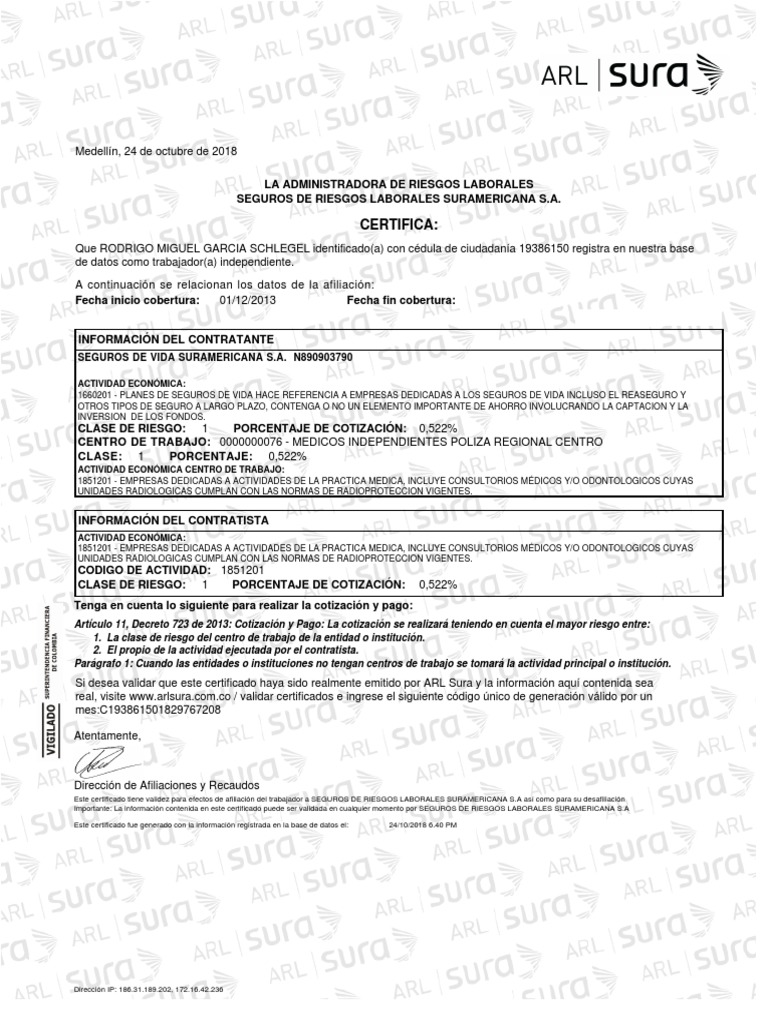 ARL | sura
Medellín, 24 de octubre de 2018
LA ADMINISTRADORA DE RIESGOS LABORALES
SEGUROS DE RIESGOS LABORALES SURAMERICANA S.A.
CERTIFICA:
Que RODRIGO MIGUEL GARCIA SCHLEGEL identificado(a) con cédula de ciudadanía 19386150 registra en nuestra base
de datos como trabajador(a) independiente.
A continuación se relacionan los datos de la afiliación:
Fecha inicio cobertura: 01/12/2013 Fecha fin cobertura:
INFORMACIÓN DEL CONTRATANTE
SEGUROS DE VIDA SURAMERICANA S.A. N890903790
ACTIVIDAD ECONÓMICA:
1660201 - PLANES DE SEGUROS DE VIDA HACE REFERENCIA A EMPRESAS DEDICADAS A LOS SEGUROS DE VIDA INCLUSO EL REASEGURO Y
OTROS TIPOS DE SEGURO A LARGO PLAZO, CONTENGA O NO UN ELEMENTO IMPORTANTE DE AHORRO INVOLUCRANDO LA CAPTACION Y LA
INVERSION DE LOS FONDOS.
CLASE DE RIESGO: 1 PORCENTAJE DE COTIZACIÓN: 0,522%
CENTRO DE TRABAJO: 0000000076 - MEDICOS INDEPENDIENTES POLIZA REGIONAL CENTRO
CLASE: 1 PORCENTAJE: 0,522%
ACTIVIDAD ECONÓMICA CENTRO DE TRABAJO:
1851201 - EMPRESAS DEDICADAS A ACTIVIDADES DE LA PRACTICA MEDICA, INCLUYE CONSULTORIOS MÉDICOS Y/O ODONTOLOGICOS CUYAS
UNIDADES RADIOLOGICAS CUMPLAN CON LAS NORMAS DE RADIOPROTECCION VIGENTES.
INFORMACIÓN DEL CONTRATISTA
ACTIVIDAD ECONÓMICA:
1851201 - EMPRESAS DEDICADAS A ACTIVIDADES DE LA PRACTICA MEDICA, INCLUYE CONSULTORIOS MÉDICOS Y/O ODONTOLOGICOS CUYAS
UNIDADES RADIOLOGICAS CUMPLAN CON LAS NORMAS DE RADIOPROTECCION VIGENTES.
CODIGO DE ACTIVIDAD: 1851201
CLASE DE RIESGO: 1 PORCENTAJE DE COTIZACIÓN: 0,522%
Tenga en cuenta lo siguiente para realizar la cotización y pago:
Artículo 11, Decreto 723 de 2013: Cotización y Pago: La cotización se realizará teniendo en cuenta el mayor riesgo entre:
1. La clase de riesgo del centro de trabajo de la entidad o institución.
2. El propio de la actividad ejecutada por el contratista.
Parágrafo 1: Cuando las entidades o instituciones no tengan centros de trabajo se tomará la actividad principal o institución.
Si desea validar que este certificado haya sido realmente emitido por ARL Sura y la información aquí contenida sea
real, visite www.arlsura.com.co / validar certificados e ingrese el siguiente código único de generación válido por un
mes:C193861501829767208
Atentamente,
Dirección de Afiliaciones y Recaudos
Este certificado tiene validez para efectos de afiliación del trabajador a SEGUROS DE RIESGOS LABORALES SURAMERICANA S.A así como para su desafiliación
Importante: La información contenida en este certificado puede ser validada en cualquier momento por SEGUROS DE RIESGOS LABORALES SURAMERICANA S.A
Este certificado fue generado con la información registrada en la base de datos el: 24/10/2018 6.40 PM
VIGILADO SUPERINTENDENCIA FINANCIERA
DE COLOMBIA
Dirección IP: 186.31.189.202, 172.16.42.236